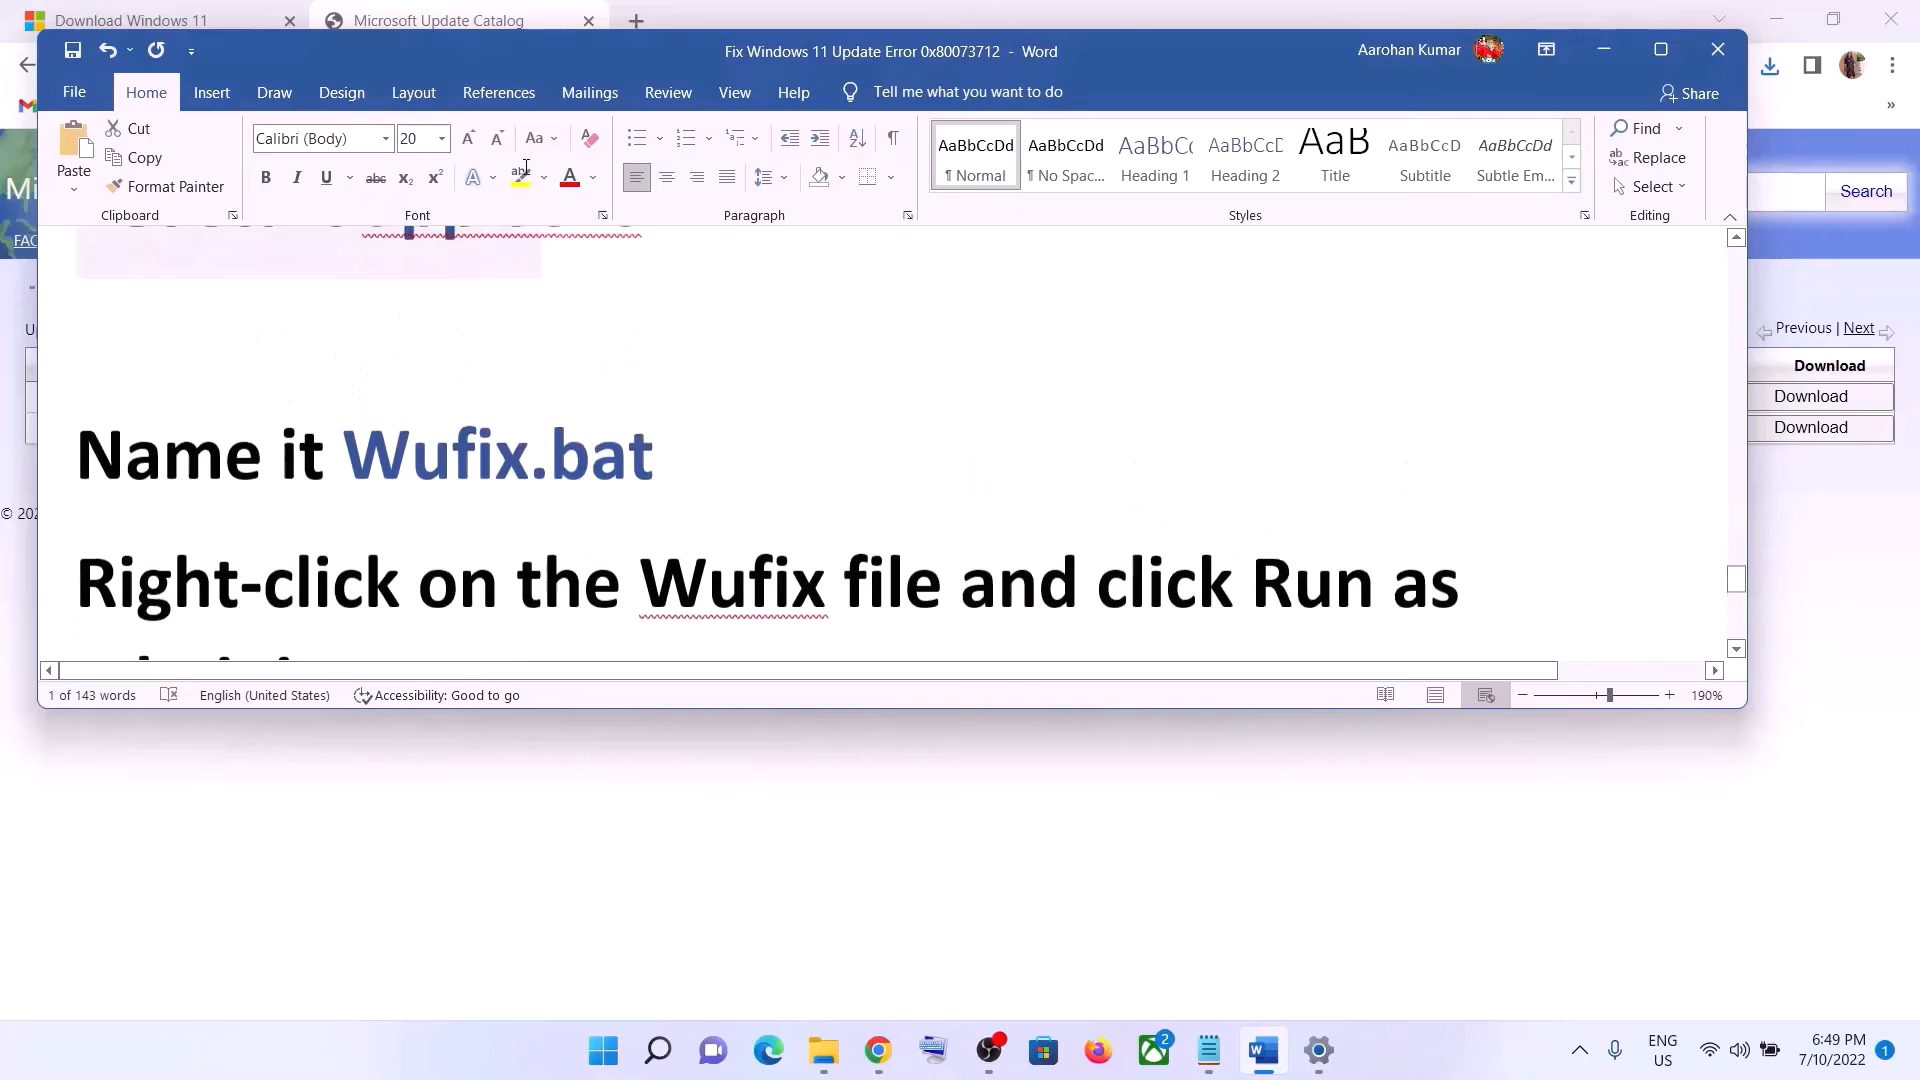 Download Windows 11
Microsoft Update Catalog
Fix Windows 11 Update Error 0x80073712 - Word
Aarohan Kumar
File Home Insert Draw Design Layout References Mailings Review View Help Tell me what you want to do
Share
Paste
Cut
Copy
Format Painter
Clipboard
Calibri (Body) 20
Aa
Font
Paragraph
AaBbCcDd AaBbCcDd AaBbCc AaBbCcD AaB AaBbCcD AaBbCcDd
¶ Normal ¶ No Spac... Heading 1 Heading 2 Title Subtitle Subtle Em...
Styles
Find
Replace
Select
Editing
Search
FAQ
Previous | Next
Download
Download
Download
Name it Wufix.bat
Right-click on the Wufix file and click Run as
© 202
1 of 143 words English (United States) Accessibility: Good to go 190%
2
ENG
US
6:49 PM
7/10/2022
1